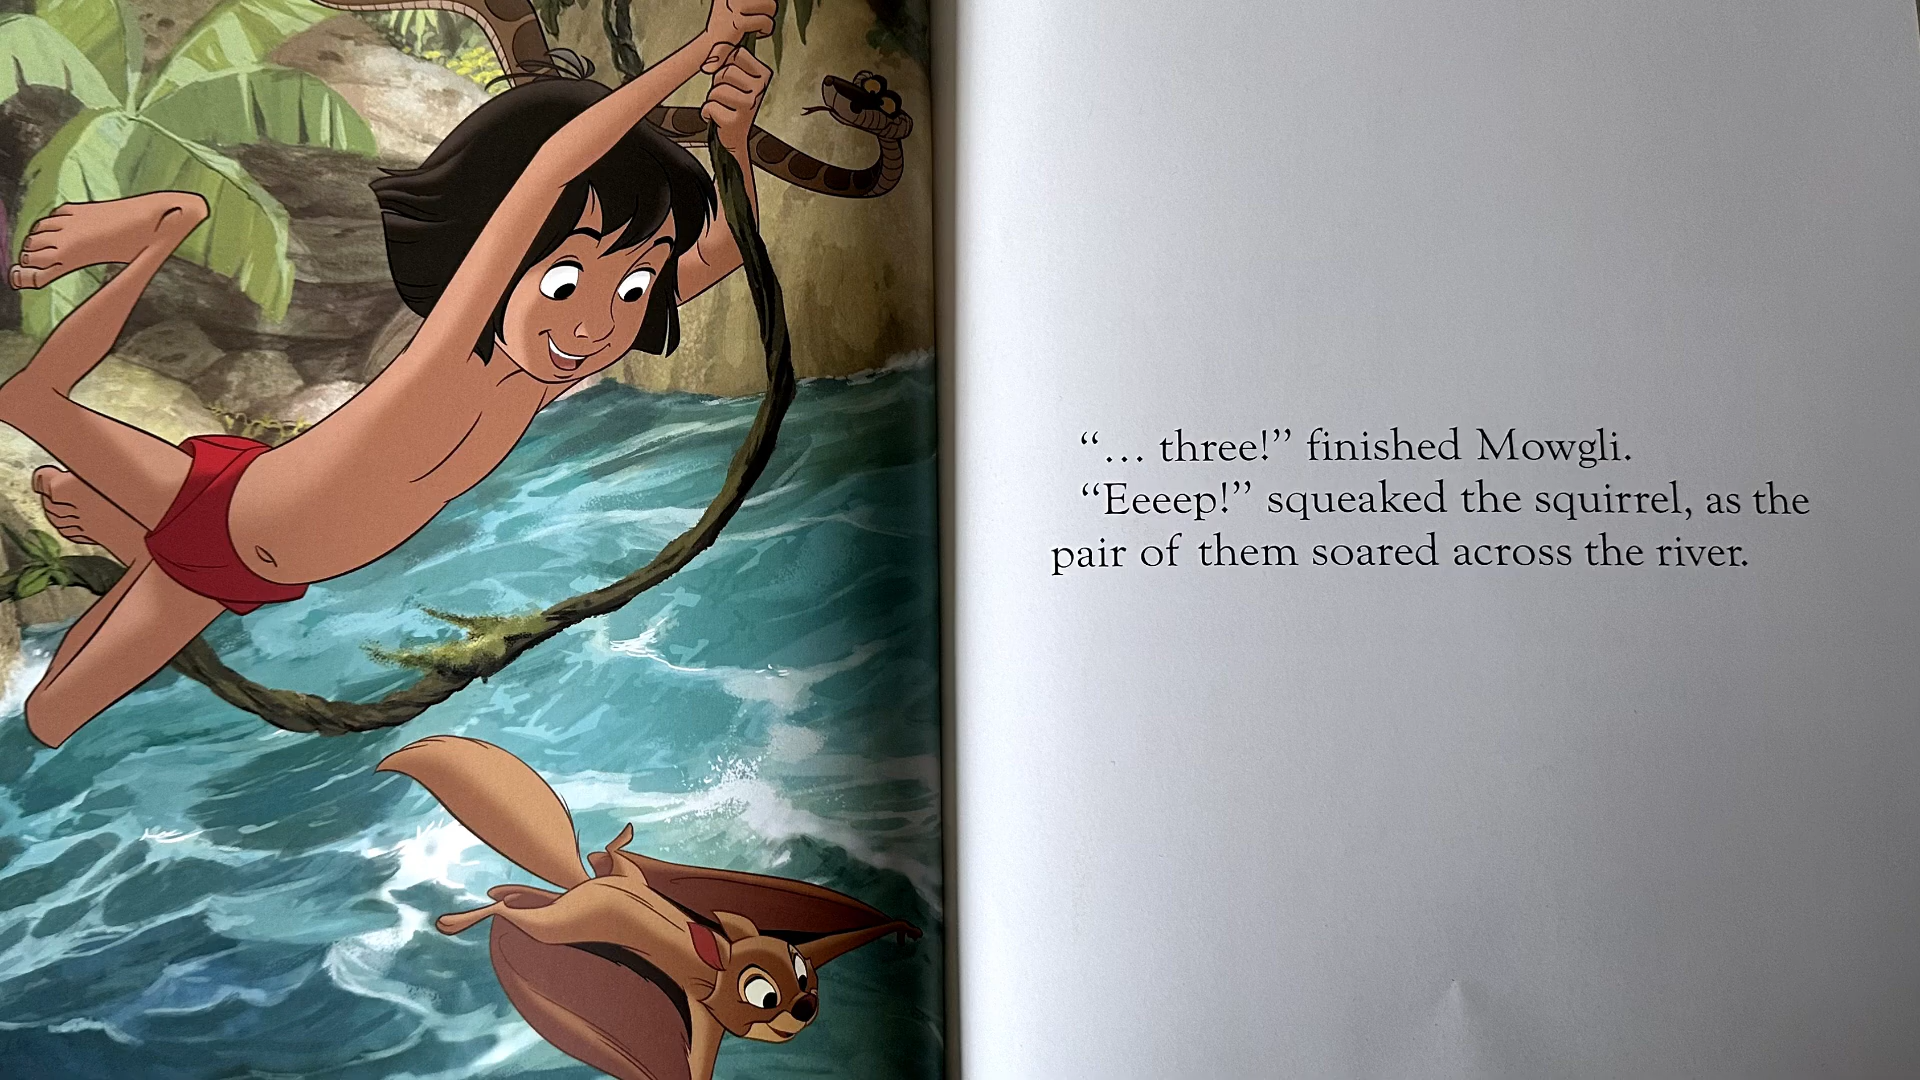 “… three!” finished Mowgli.
“Eeeep!” squeaked the squirrel, as the
pair of them soared across the river.